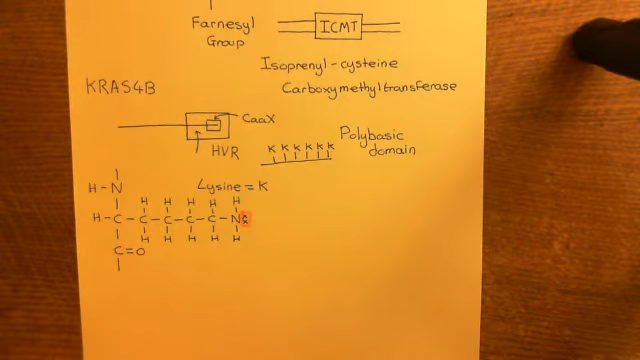 Farnesyl
Group
ICMT
Isoprenyl-cysteine
Carboxymethyltransferase
KRAS4B
CaaX
HVR
K K K K K K
Polybasic
domain
Lysine = K
H-N
H H H H H
H-C-C-C-C-C-N
H H H H H
C=O